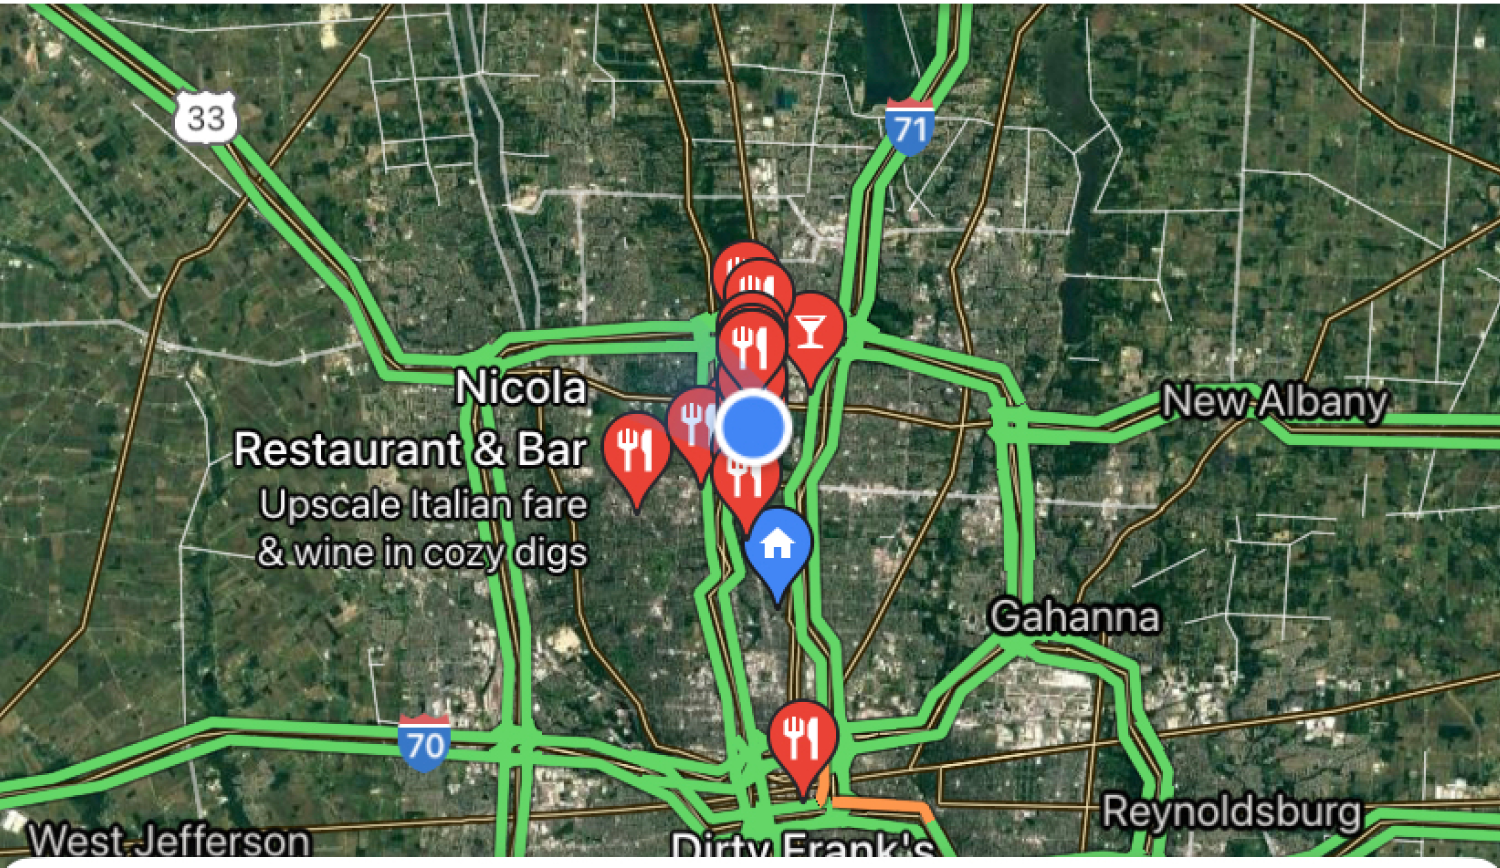 33
71
Nicola
Restaurant & Bar
Upscale Italian fare
& wine in cozy digs
New Albany
Gahanna
70
Reynoldsburg
West Jefferson
Dirty Frank's